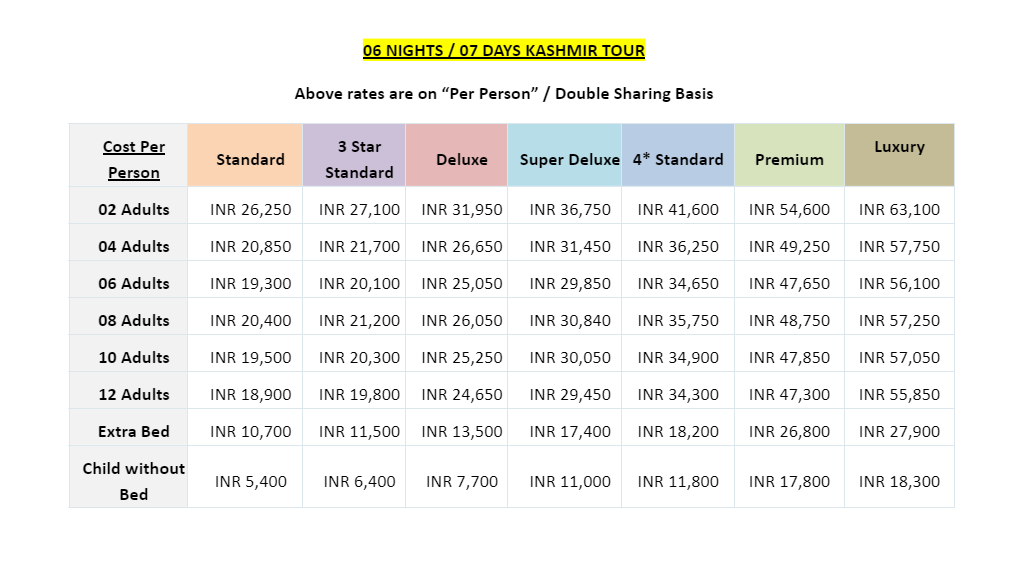 06 NIGHTS / 07 DAYS KASHMIR TOUR
Above rates are on “Per Person” / Double Sharing Basis
Cost Per Person Standard 3 Star Standard Deluxe Super Deluxe 4* Standard Premium Luxury
02 Adults INR 26,250 INR 27,100 INR 31,950 INR 36,750 INR 41,600 INR 54,600 INR 63,100
04 Adults INR 20,850 INR 21,700 INR 26,650 INR 31,450 INR 36,250 INR 49,250 INR 57,750
06 Adults INR 19,300 INR 20,100 INR 25,050 INR 29,850 INR 34,650 INR 47,650 INR 56,100
08 Adults INR 20,400 INR 21,200 INR 26,050 INR 30,840 INR 35,750 INR 48,750 INR 57,250
10 Adults INR 19,500 INR 20,300 INR 25,250 INR 30,050 INR 34,900 INR 47,850 INR 57,050
12 Adults INR 18,900 INR 19,800 INR 24,650 INR 29,450 INR 34,300 INR 47,300 INR 55,850
Extra Bed INR 10,700 INR 11,500 INR 13,500 INR 17,400 INR 18,200 INR 26,800 INR 27,900
Child without Bed INR 5,400 INR 6,400 INR 7,700 INR 11,000 INR 11,800 INR 17,800 INR 18,300